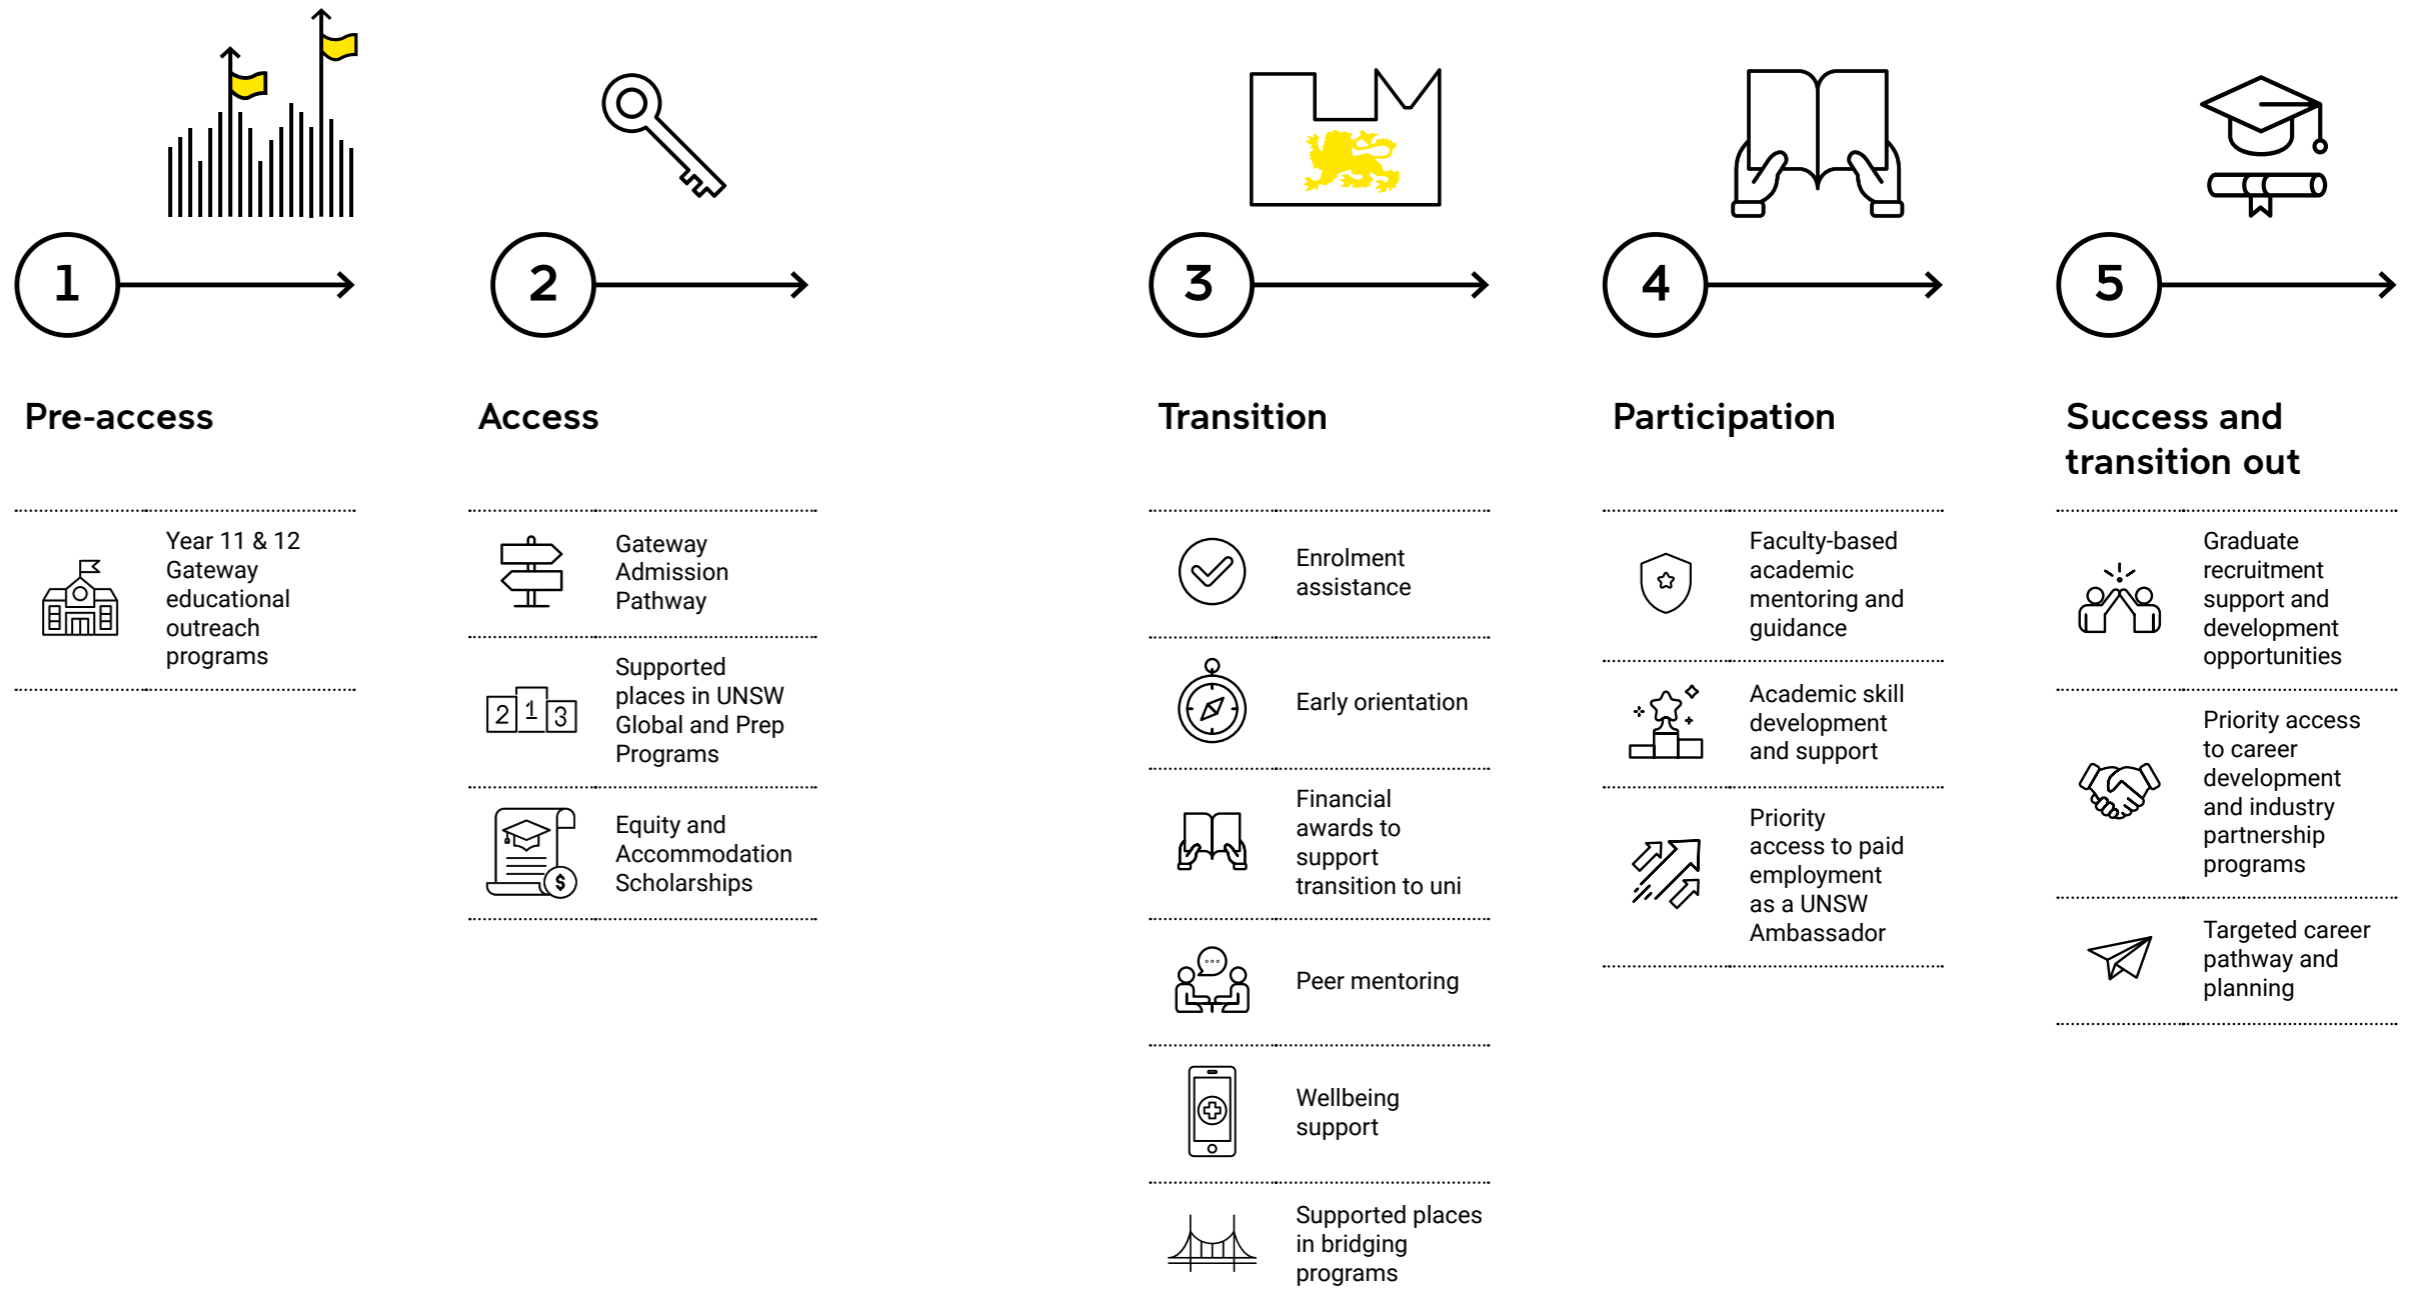 1
Pre-access
Year 11 & 12
Gateway
educational
outreach
programs
2
Access
Gateway
Admission
Pathway
2 1 3
Supported
places in UNSW
Global and Prep
Programs
$
Equity and
Accommodation
Scholarships
3
Transition
Enrolment
assistance
Early orientation
Financial
awards to
support
transition to uni
Peer mentoring
Wellbeing
support
Supported places
in bridging
programs
4
Participation
Faculty-based
academic
mentoring and
guidance
Academic skill
development
and support
Priority
access to paid
employment
as a UNSW
Ambassador
5
Success and
transition out
Graduate
recruitment
support and
development
opportunities
Priority access
to career
development
and industry
partnership
programs
Targeted career
pathway and
planning